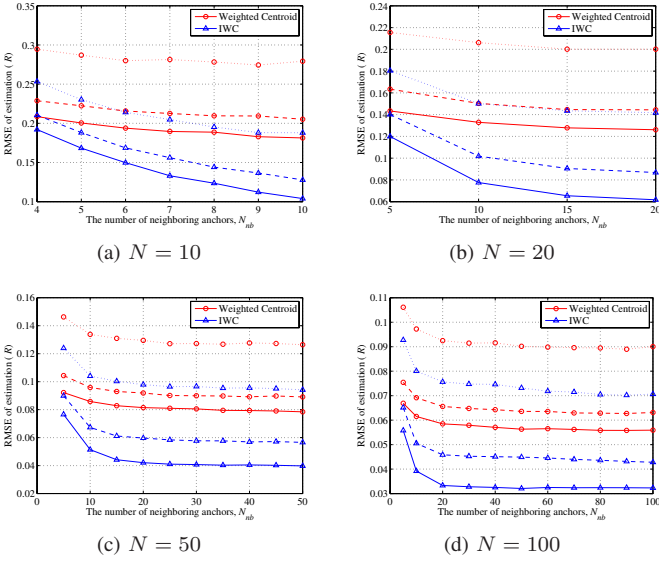 0.35
0.3
0.25
0.2
0.15
0.1
RMSE of estimation ( R)
Weighted Centroid
IWC
4 5 6 7 8 9 10
The number of neighboring anchors, N_nb
(a) N = 10
0.22
0.2
0.18
0.16
0.14
0.12
0.1
0.08
0.06
RMSE of estimation ( R)
Weighted Centroid
IWC
5 10 15 20
The number of neighboring anchors, N_nb
(b) N = 20
0.16
0.14
0.12
0.1
0.08
0.06
0.04
0.02
RMSE of estimation ( R)
Weighted Centroid
IWC
0 10 20 30 40 50
The number of neighboring anchors, N_nb
(c) N = 50
0.11
0.1
0.09
0.08
0.07
0.06
0.05
0.04
0.03
RMSE of estimation ( R)
Weighted Centroid
IWC
0 20 40 60 80 100
The number of neighboring anchors, N_nb
(d) N = 100